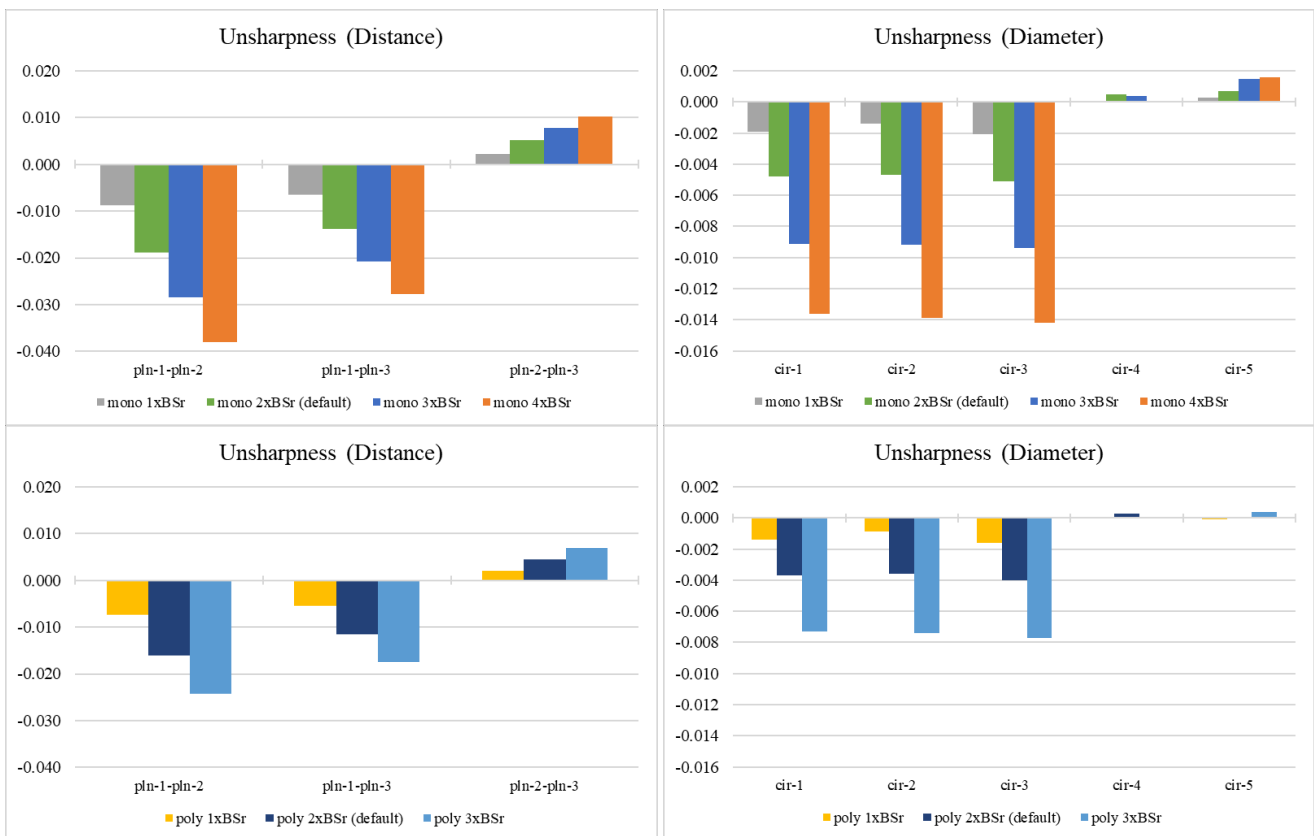 Unsharpness (Distance)
0.020
0.010
0.000
-0.010
-0.020
-0.030
-0.040
pln-1-pln-2 pln-1-pln-3 pln-2-pln-3
mono 1xBSr mono 2xBSr (default) mono 3xBSr mono 4xBSr
Unsharpness (Diameter)
0.002
0.000
-0.002
-0.004
-0.006
-0.008
-0.010
-0.012
-0.014
-0.016
cir-1 cir-2 cir-3 cir-4 cir-5
mono 1xBSr mono 2xBSr (default) mono 3xBSr mono 4xBSr
Unsharpness (Distance)
0.020
0.010
0.000
-0.010
-0.020
-0.030
-0.040
pln-1-pln-2 pln-1-pln-3 pln-2-pln-3
poly 1xBSr poly 2xBSr (default) poly 3xBSr
Unsharpness (Diameter)
0.002
0.000
-0.002
-0.004
-0.006
-0.008
-0.010
-0.012
-0.014
-0.016
cir-1 cir-2 cir-3 cir-4 cir-5
poly 1xBSr poly 2xBSr (default) poly 3xBSr